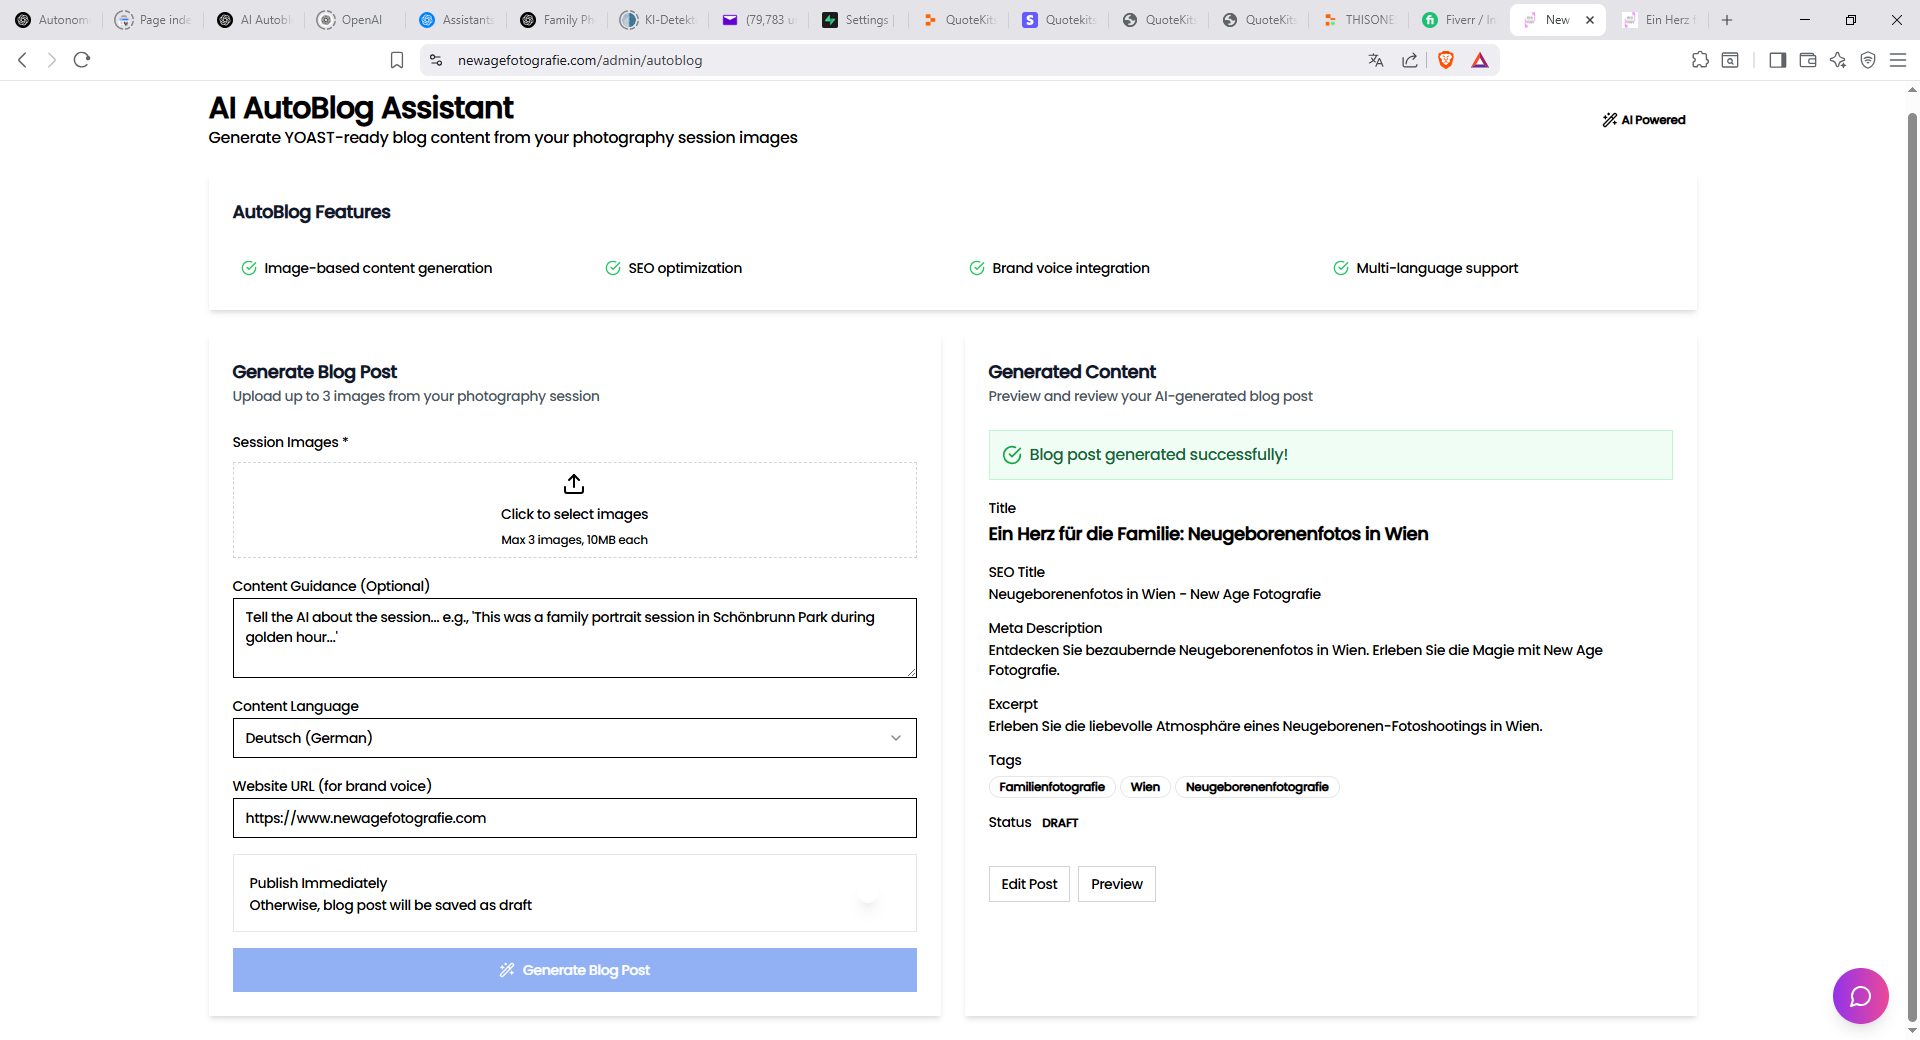 Autonom
Page inde
AI Autobl
OpenAI
Assistants
Family Ph
KI-Detekt
(79,783 u
Settings |
QuoteKits
Quotekits
QuoteKits
QuoteKits
THISONE
Fiverr / In
New
Ein Herz f
newagefotografie.com/admin/autoblog
AI AutoBlog Assistant
Generate YOAST-ready blog content from your photography session images
AI Powered
AutoBlog Features
Image-based content generation
SEO optimization
Brand voice integration
Multi-language support
Generate Blog Post
Upload up to 3 images from your photography session
Session Images *
Click to select images
Max 3 images, 10MB each
Content Guidance (Optional)
Tell the AI about the session... e.g., 'This was a family portrait session in Schönbrunn Park during
golden hour...'
Content Language
Deutsch (German)
Website URL (for brand voice)
https://www.newagefotografie.com
Publish Immediately
Otherwise, blog post will be saved as draft
Generate Blog Post
Generated Content
Preview and review your AI-generated blog post
Blog post generated successfully!
Title
Ein Herz für die Familie: Neugeborenenfotos in Wien
SEO Title
Neugeborenenfotos in Wien - New Age Fotografie
Meta Description
Entdecken Sie bezaubernde Neugeborenenfotos in Wien. Erleben Sie die Magie mit New Age
Fotografie.
Excerpt
Erleben Sie die liebevolle Atmosphäre eines Neugeborenen-Fotoshootings in Wien.
Tags
Familienfotografie
Wien
Neugeborenenfotografie
Status DRAFT
Edit Post
Preview